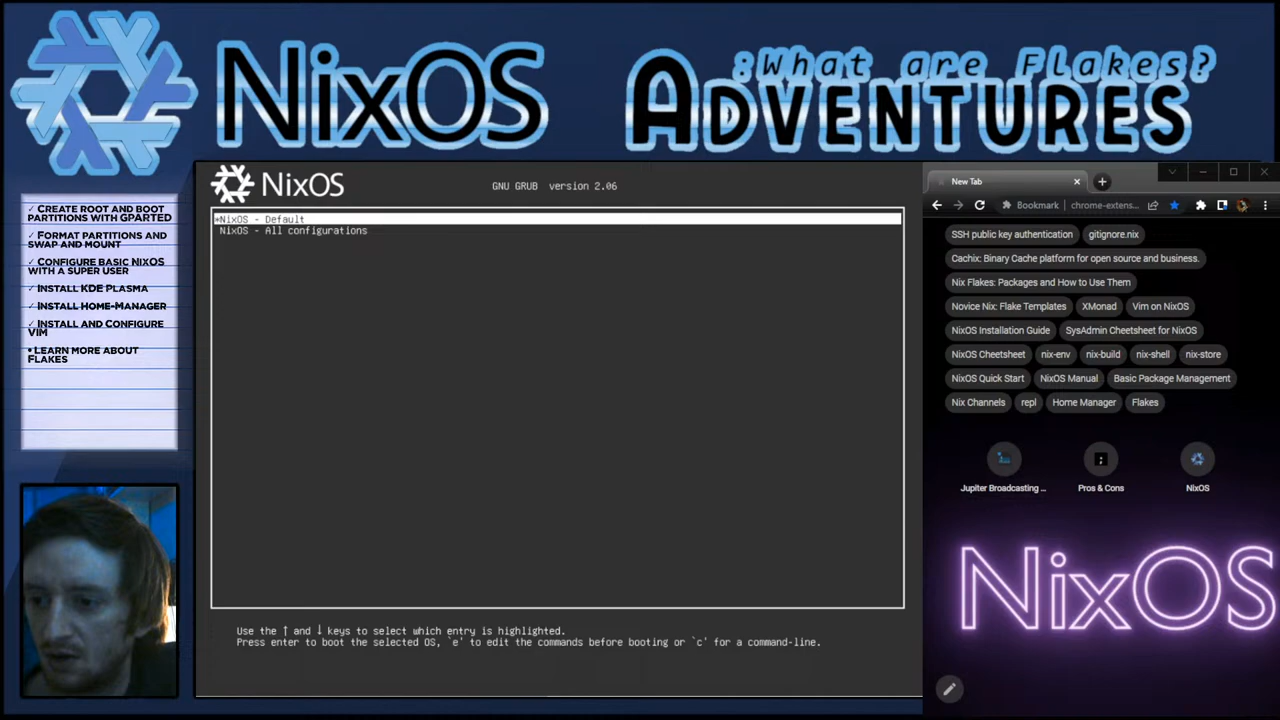 NixOS
:What are Flakes?
Adventures
✓ Create root and boot
partitions with GParted
✓ Format partitions and
swap and mount
✓ Configure basic NixOS
with a super user
✓ Install KDE Plasma
✓ Install Home-Manager
✓ Install and Configure
Vim
• Learn more about
Flakes
NixOS
GNU GRUB version 2.06
*NixOS - Default
NixOS - All configurations
Use the ↑ and ↓ keys to select which entry is highlighted.
Press enter to boot the selected OS, `e' to edit the commands before booting or `c' for a command-line.
New Tab
Bookmark | chrome-extens...
SSH public key authentication gitignore.nix
Cachix: Binary Cache platform for open source and business.
Nix Flakes: Packages and How to Use Them
Novice Nix: Flake Templates XMonad Vim on NixOS
NixOS Installation Guide SysAdmin Cheetsheet for NixOS
NixOS Cheetsheet nix-env nix-build nix-shell nix-store
NixOS Quick Start NixOS Manual Basic Package Management
Nix Channels repl Home Manager Flakes
Jupiter Broadcasting ... Pros & Cons NixOS
NixOS